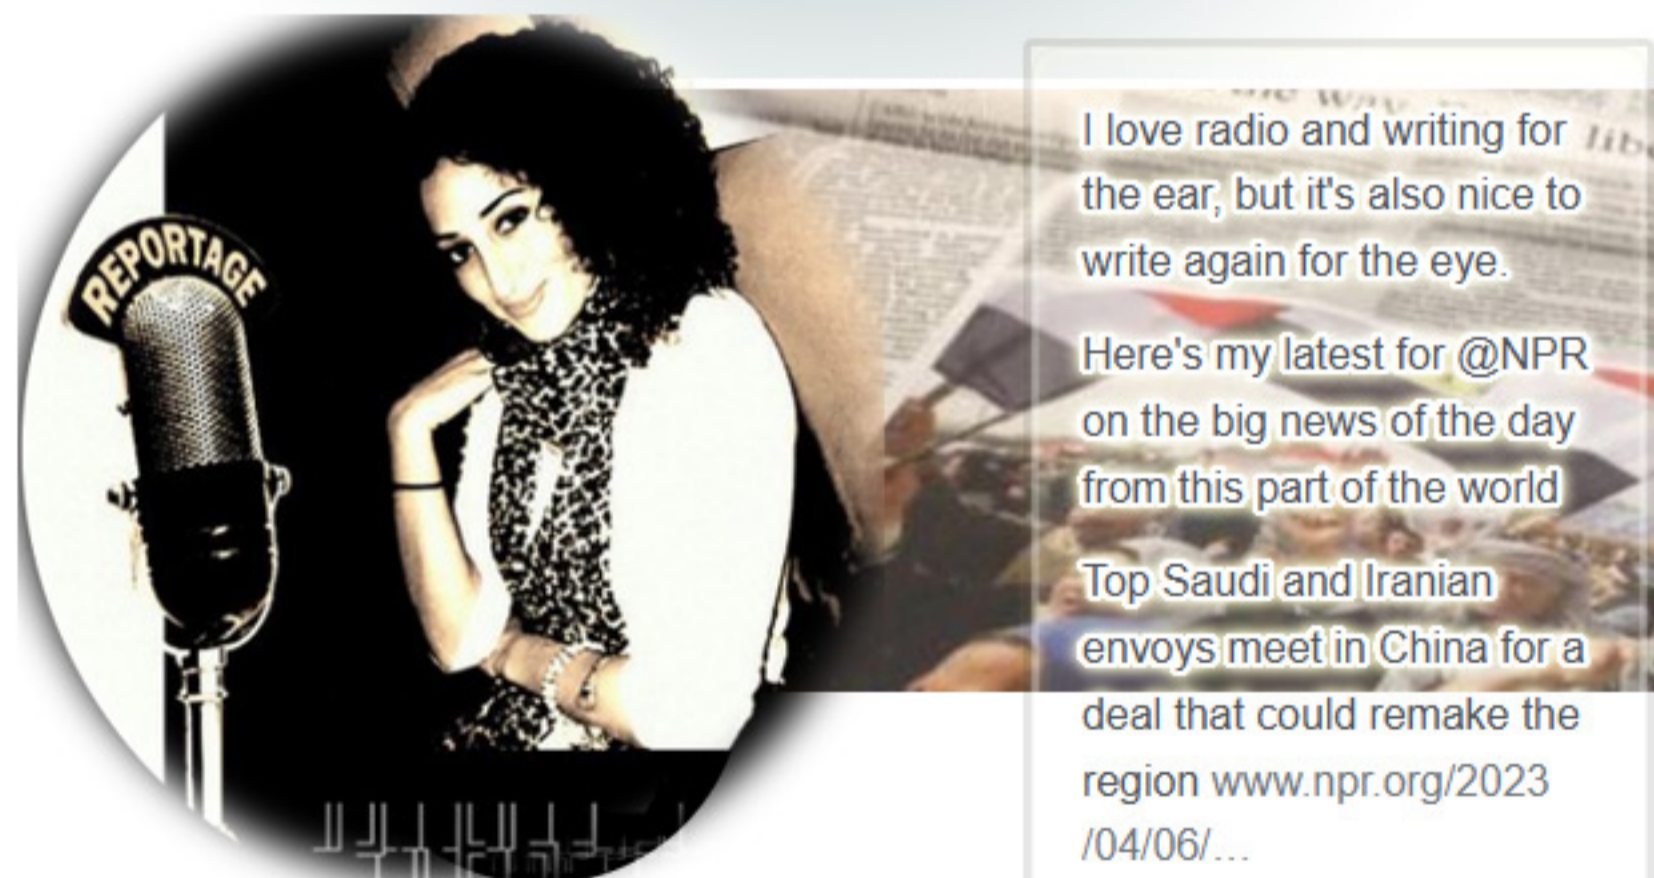 REPORTAGE
the way
lib
I love radio and writing for
the ear, but it's also nice to
write again for the eye.
Here's my latest for @NPR
on the big news of the day
from this part of the world
Top Saudi and Iranian
envoys meet in China for a
deal that could remake the
region www.npr.org/2023
/04/06/...